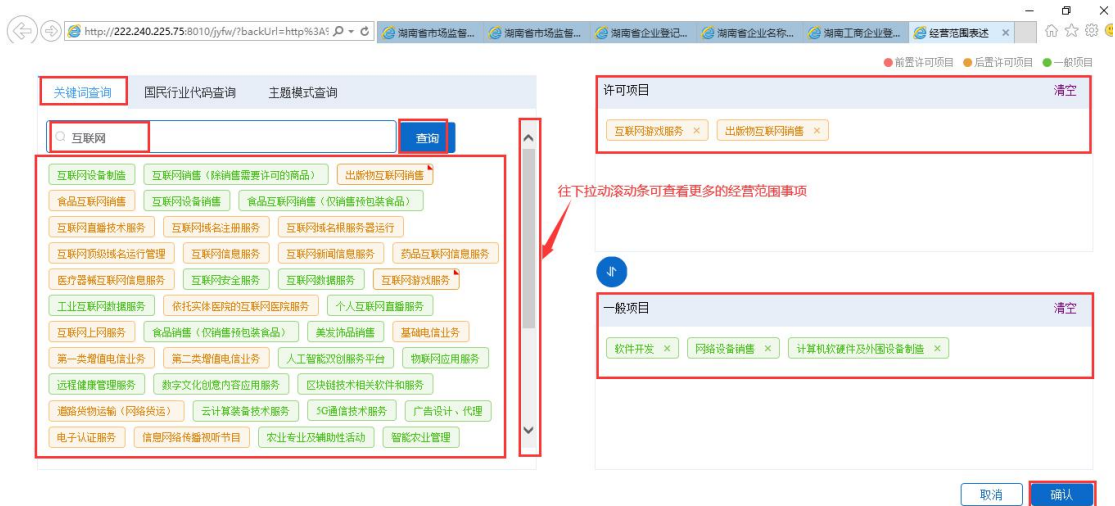 http://222.240.225.75:8010/jyfw/?backUrl=http%3A%
湖南省市场监督...
湖南省市场监督...
湖南省企业登记...
湖南省企业名称...
湖南工商企业登...
经营范围表述
前置许可项目 后置许可项目 一般项目
关键词查询 国民行业代码查询 主题模式查询
互联网 查询
互联网设备制造 互联网销售（除销售需要许可的商品） 出版物互联网销售
食品互联网销售 互联网设备销售 食品互联网销售（仅销售预包装食品）
互联网直播技术服务 互联网域名注册服务 互联网域名根服务器运行
互联网顶级域名运行管理 互联网信息服务 互联网新闻信息服务 药品互联网信息服务
医疗器械互联网信息服务 互联网安全服务 互联网数据服务 互联网游戏服务
工业互联网数据服务 依托实体医院的互联网医院服务 个人互联网直播服务
互联网上网服务 食品销售（仅销售预包装食品） 美发饰品销售 基础电信业务
第一类增值电信业务 第二类增值电信业务 人工智能双创服务平台 物联网应用服务
远程健康管理服务 数字文化创意内容应用服务 区块链技术相关软件和服务
道路货物运输（网络货运） 云计算装备技术服务 5G通信技术服务 广告设计、代理
电子认证服务 信息网络传播视听节目 农业专业及辅助性活动 智能农业管理
往下拉动滚动条可查看更多的经营范围事项
许可项目 清空
互联网游戏服务 × 出版物互联网销售 ×
一般项目 清空
软件开发 × 网络设备销售 × 计算机软硬件及外围设备制造 ×
取消 确认